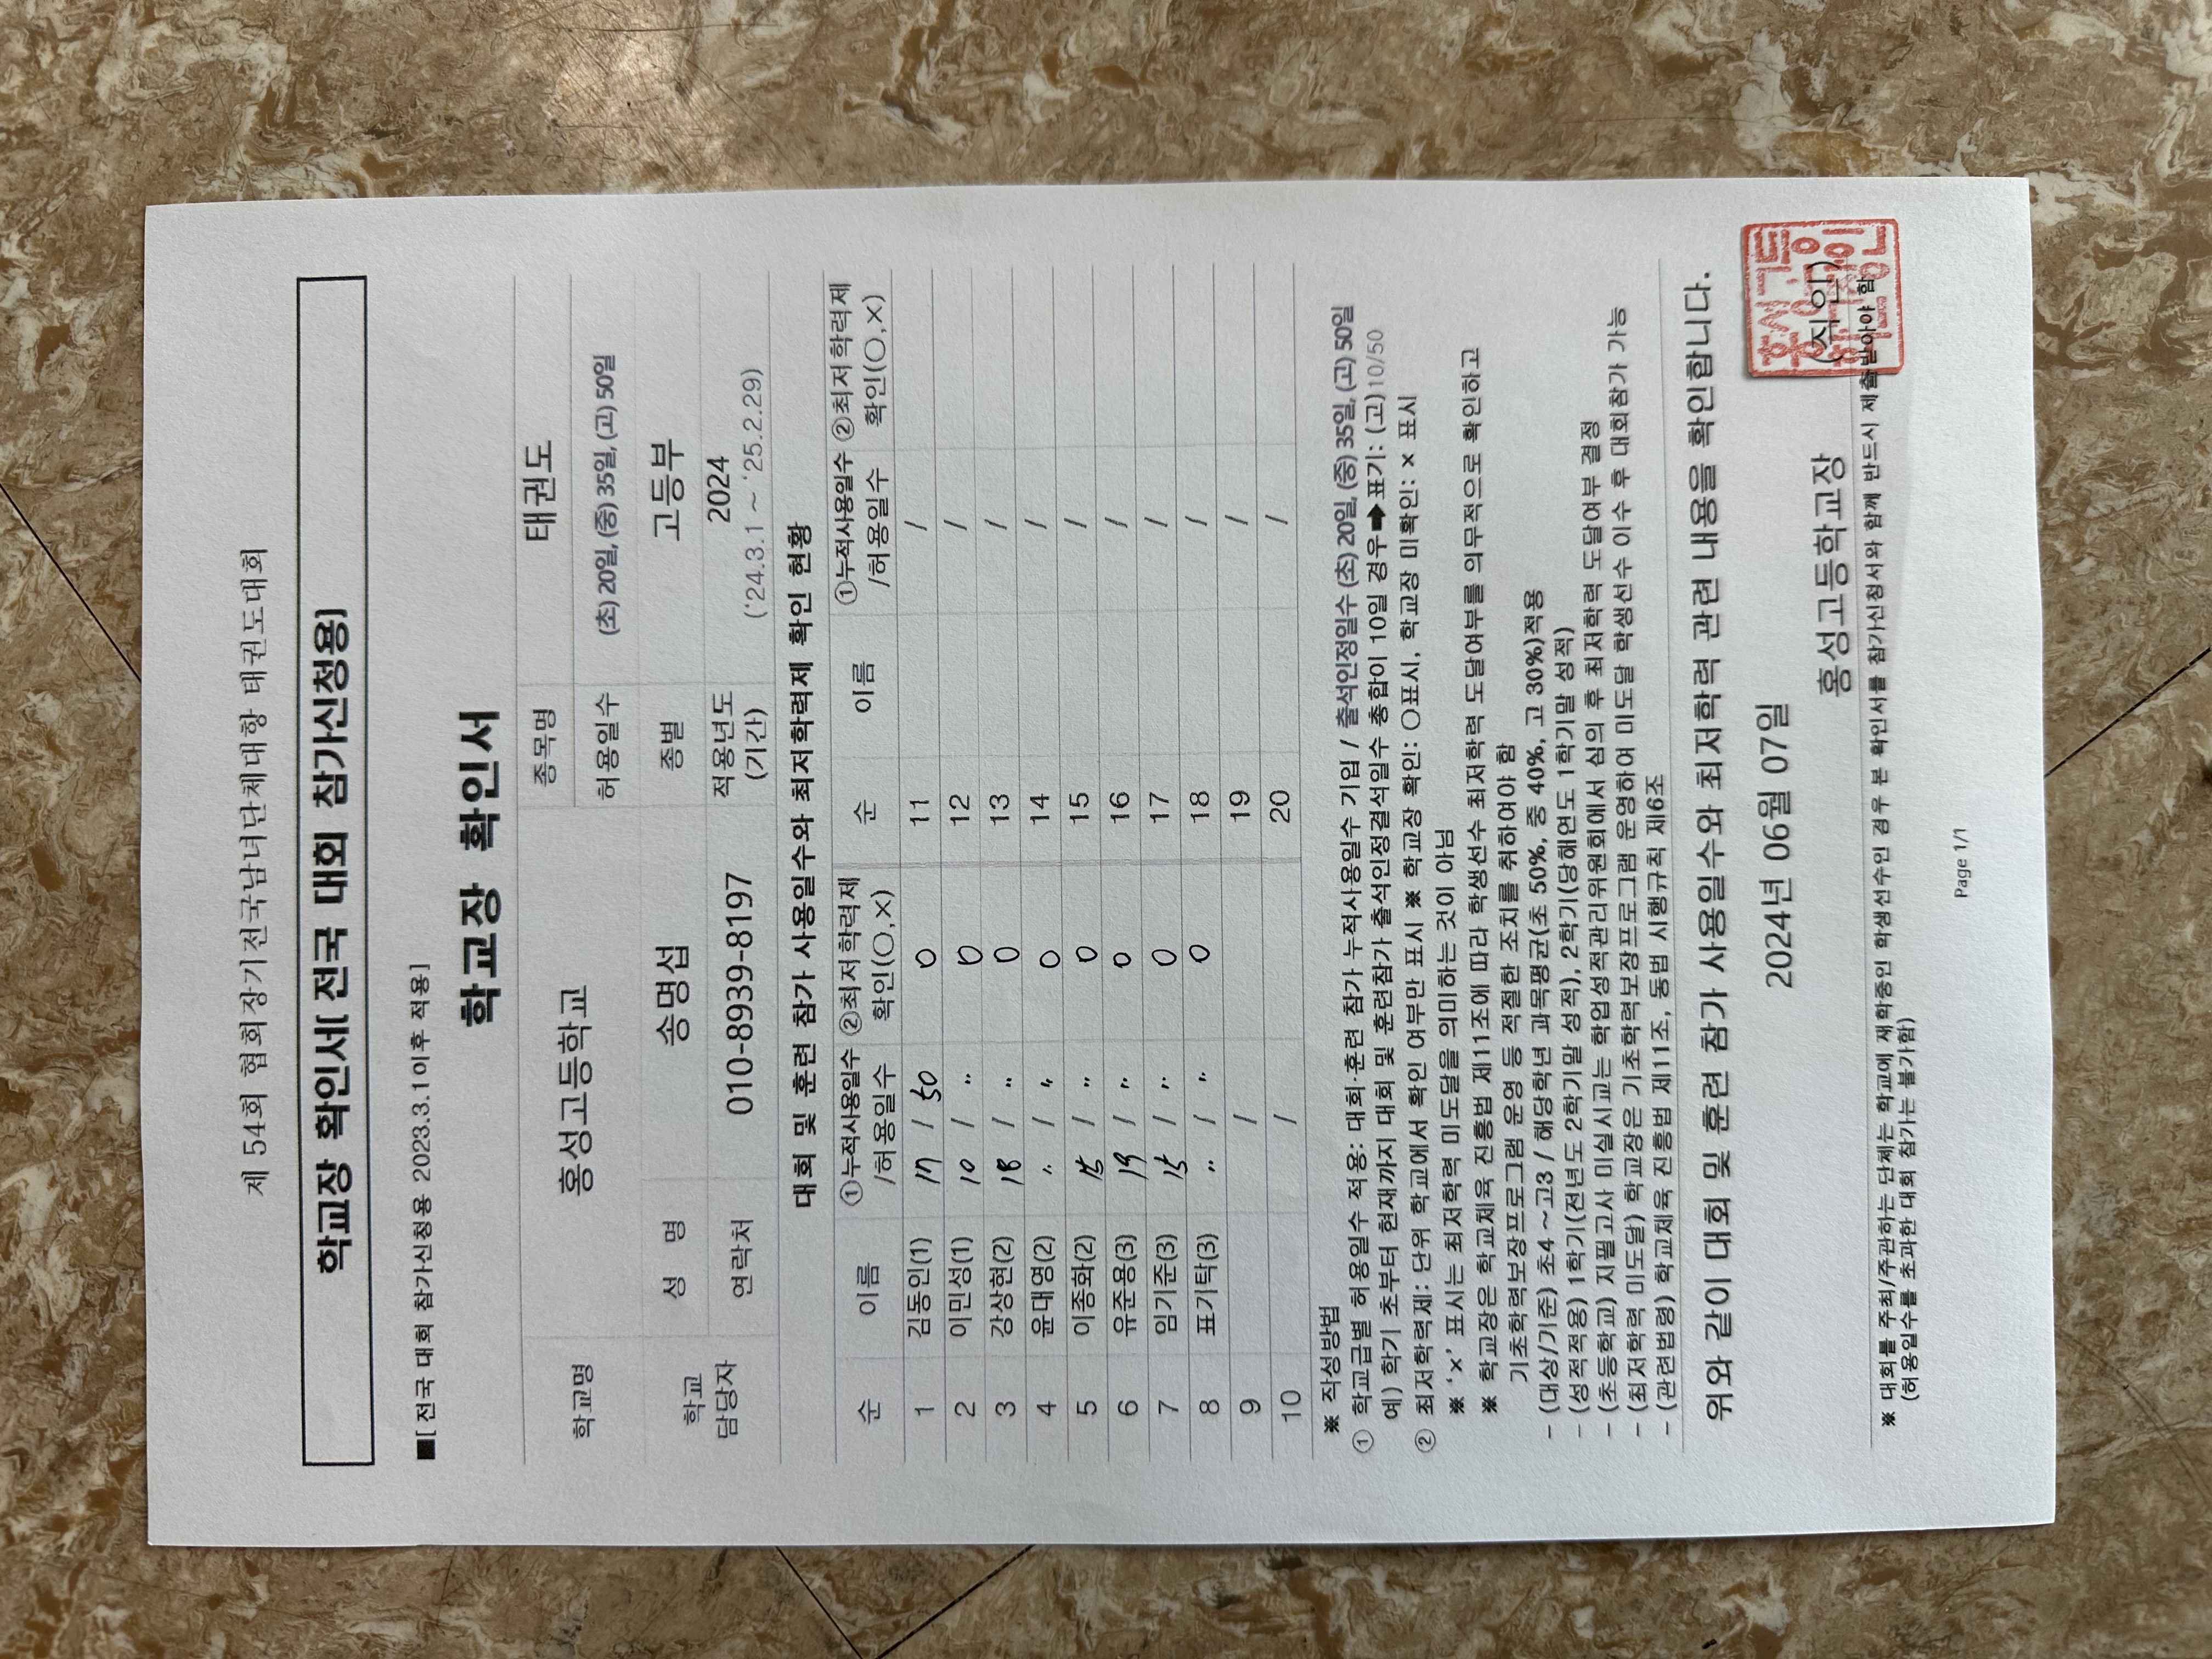 제 54회 협회장기전국남녀단체대항 태권도대회
학교장 확인서[전국 대회 참가신청용]
■[전국 대회 참가신청용 2023.3.1이후 적용]
학교장 확인서
학교명 홍성고등학교 종목명 태권도
허용일수 (초) 20일, (중) 35일, (고) 50일
학교 담당자 성 명 송명섭 종별 고등부
연락처 010-8939-8197 적용년도 (기간) 2024 ('24.3.1 ~ '25.2.29)
대회 및 훈련 참가 사용일수와 최저학력제 확인 현황
순 이름 ①누적사용일수 /허용일수 ②최저학력제 확인(○,×) 순 이름 ①누적사용일수 /허용일수 ②최저학력제 확인(○,×)
1 김동인(1) 17 / 50 O 11 /
2 이민성(1) 10 / " O 12 /
3 강상현(2) 18 / " O 13 /
4 윤대영(2) " / " O 14 /
5 이종화(2) 15 / " O 15 /
6 유준용(3) 19 / " O 16 /
7 임기준(3) 15 / " O 17 /
8 표기탁(3) " / " O 18 /
9 / 19 /
10 / 20 /
※ 작성방법
① 학교급별 허용일수 적용: 대회·훈련 참가 누적사용일수 기입 / 출석인정일수 (초) 20일, (중) 35일, (고) 50일
예) 학기 초부터 현재까지 대회 및 훈련참가 출석인정결석일수 총합이 10일 경우➡표기: (고)10/50
② 최저학력제: 단위 학교에서 확인 여부만 표시 ※ 학교장 확인: ○표시, 학교장 미확인: × 표시
※ '×' 표시는 최저학력 미도달을 의미하는 것이 아님
※ 학교장은 학교체육 진흥법 제11조에 따라 학생선수 최저학력 도달여부를 의무적으로 확인하고
기초학력보장프로그램 운영 등 적절한 조치를 취하여야 함
- (대상/기준) 초4 ~고3 / 해당학년 과목평균(초 50%, 중 40%, 고 30%)적용
- (성적적용) 1학기(전년도 2학기말 성적), 2학기(당해연도 1학기말 성적)
- (초등학교) 지필고사 미실시교는 학업성적관리위원회에서 심의 후 최저학력 도달여부 결정
- (최저학력 미도달) 학교장은 기초학력보장프로그램 운영하여 미도달 학생선수 이수 후 대회참가 가능
- (관련법령) 학교체육 진흥법 제11조, 동법 시행규칙 제6조
위와 같이 대회 및 훈련 참가 사용일수와 최저학력 관련 내용을 확인합니다.
2024년 06월 07일
홍성고등학교장 (직인)
※ 대회를 주최/주관하는 단체는 학교에 재학중인 학생선수인 경우 본 확인서를 참가신청서와 함께 반드시 제출받아야 함
(허용일수를 초과한 대회 참가는 불가함)
Page 1/1